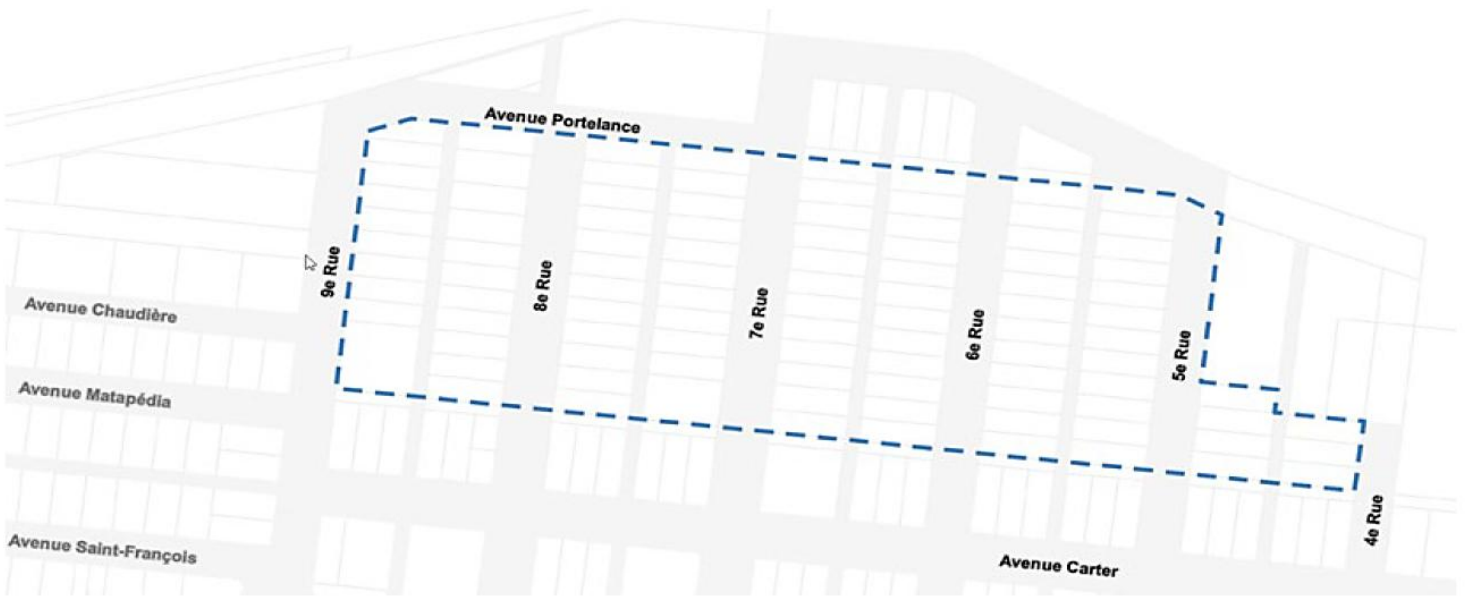 Avenue Portelance
9e Rue
8e Rue
7e Rue
6e Rue
5e Rue
4e Rue
Avenue Chaudière
Avenue Matapédia
Avenue Saint-François
Avenue Carter